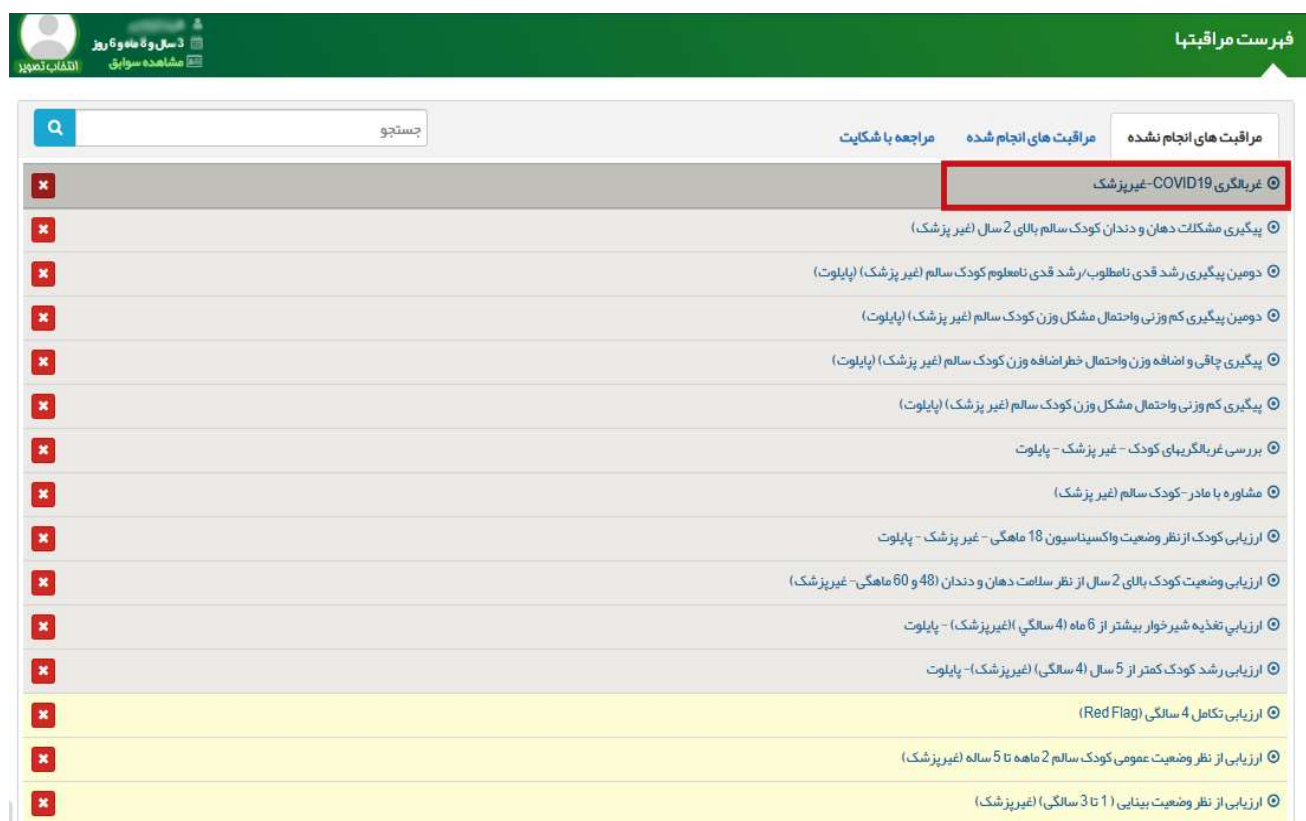 فهرست مراقبتها
3 سال و 8 ماه و 6 روز
مشاهده سوابق
انتخاب تصویر
مراقبت های انجام نشده
مراقبت های انجام شده
مراجعه با شکایت
جستجو
غربالگری COVID19-غیرپزشک
پیگیری مشکلات دهان و دندان کودک سالم بالای 2 سال (غیر پزشک)
دومین پیگیری رشد قدی نامطلوب/رشد قدی نامعلوم کودک سالم (غیر پزشک) (پایلوت)
دومین پیگیری کم وزنی واحتمال مشکل وزن کودک سالم (غیر پزشک) (پایلوت)
پیگیری چاقی و اضافه وزن واحتمال خطر اضافه وزن کودک سالم (غیر پزشک) (پایلوت)
پیگیری کم وزنی واحتمال مشکل وزن کودک سالم (غیر پزشک) (پایلوت)
بررسی غربالگریهای کودک - غیر پزشک - پایلوت
مشاوره با مادر -کودک سالم (غیر پزشک)
ارزیابی کودک ازنظر وضعیت واکسیناسیون 18 ماهگی - غیر پزشک - پایلوت
ارزیابی وضعیت کودک بالای 2 سال از نظر سلامت دهان و دندان (48 و 60 ماهگی- غیرپزشک)
ارزيابي تغذيه شيرخوار بيشتر از 6 ماه (4 سالگي )(غیرپزشک) - پایلوت
ارزیابی رشد کودک کمتر از 5 سال (4 سالگی) (غیرپزشک)- پایلوت
ارزیابی تکامل 4 سالگی (Red Flag)
ارزیابی از نظر وضعیت عمومی کودک سالم 2 ماهه تا 5 ساله (غیرپزشک)
ارزیابی از نظر وضعیت بینایی ( 1 تا 3 سالگی) (غیرپزشک)